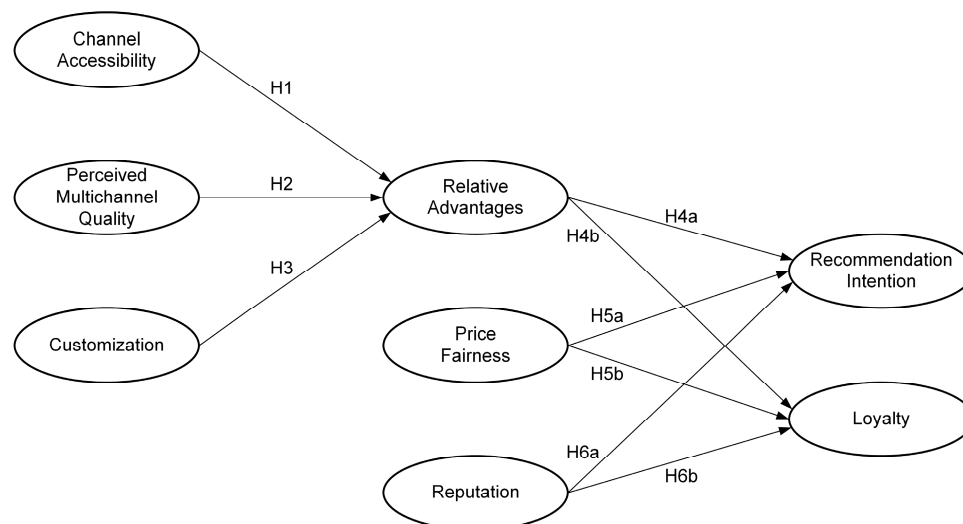 Channel
Accessibility
H1
Perceived
Multichannel
Quality
H2
Relative
Advantages
H3
Customization
H4a
H4b
Recommendation
Intention
H5a
Price
Fairness
H5b
Loyalty
H6a
H6b
Reputation